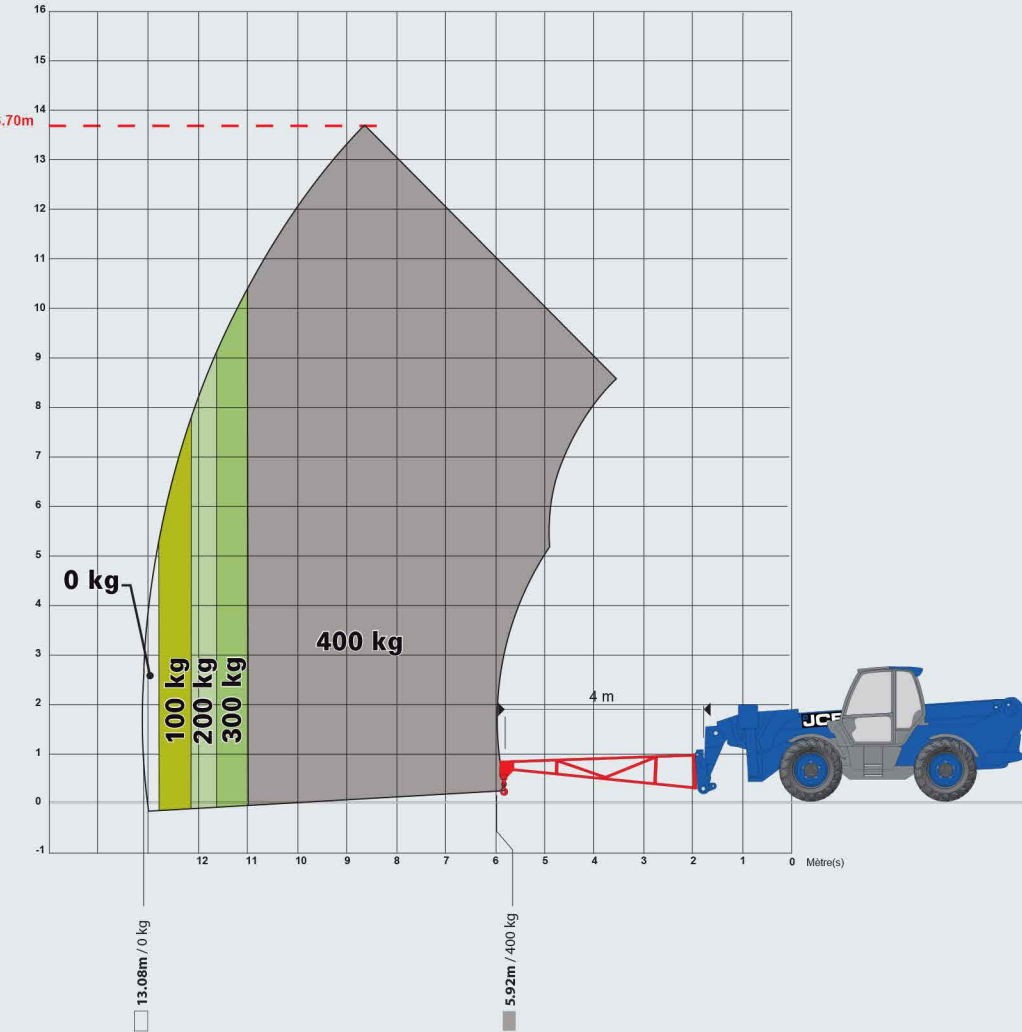 16
15
14
.70m
13
12
11
10
9
8
7
6
5
0 kg
4
3
400 kg
100 kg
200 kg
300 kg
2
4 m
JCB
1
0
-1
12 11 10 9 8 7 6 5 4 3 2 1 0 Mètre(s)
13.08m / 0 kg
5.92m / 400 kg